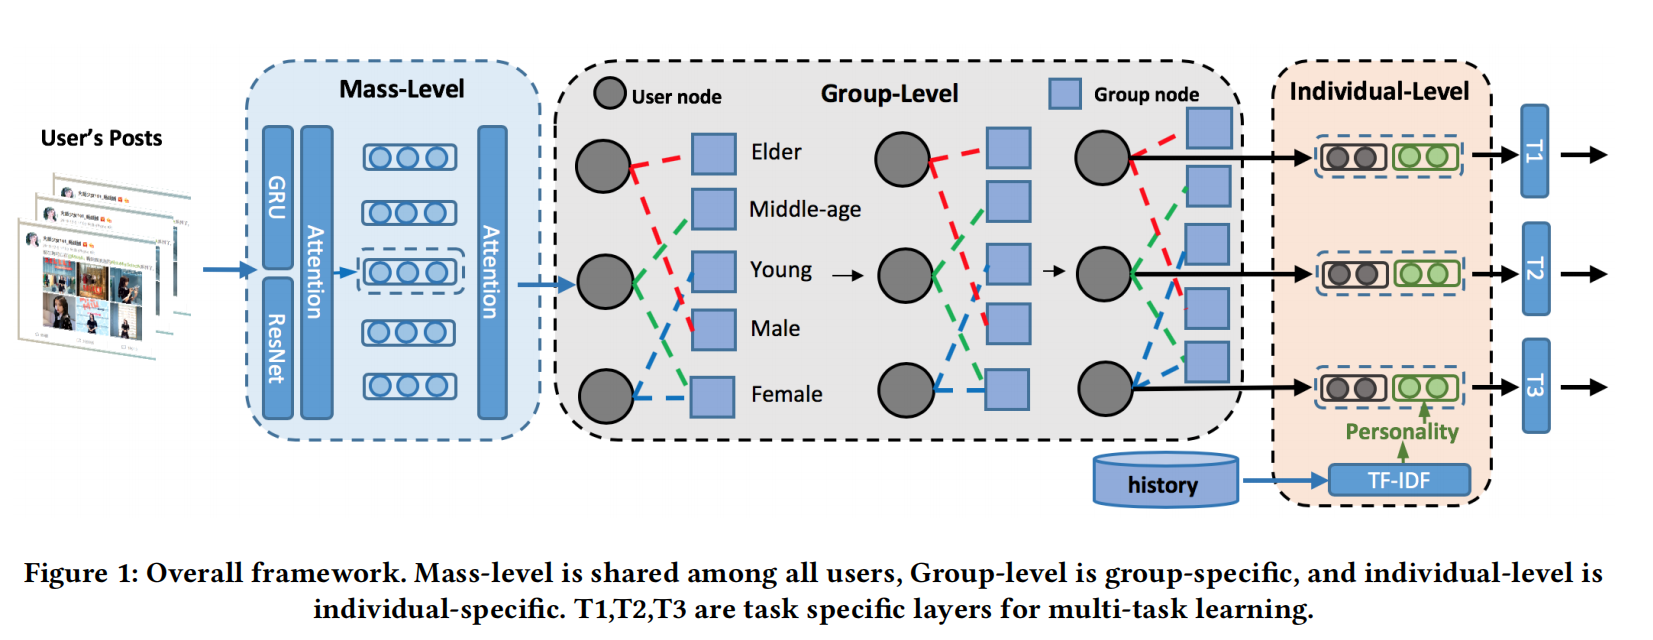 User's Posts
Mass-Level
GRU
ResNet
Attention
Attention
User node
Group-Level
Group node
Elder
Middle-age
Young
Male
Female
Individual-Level
T1
T2
T3
Personality
TF-IDF
history
Figure 1: Overall framework. Mass-level is shared among all users, Group-level is group-specific, and individual-level is
individual-specific. T1,T2,T3 are task specific layers for multi-task learning.